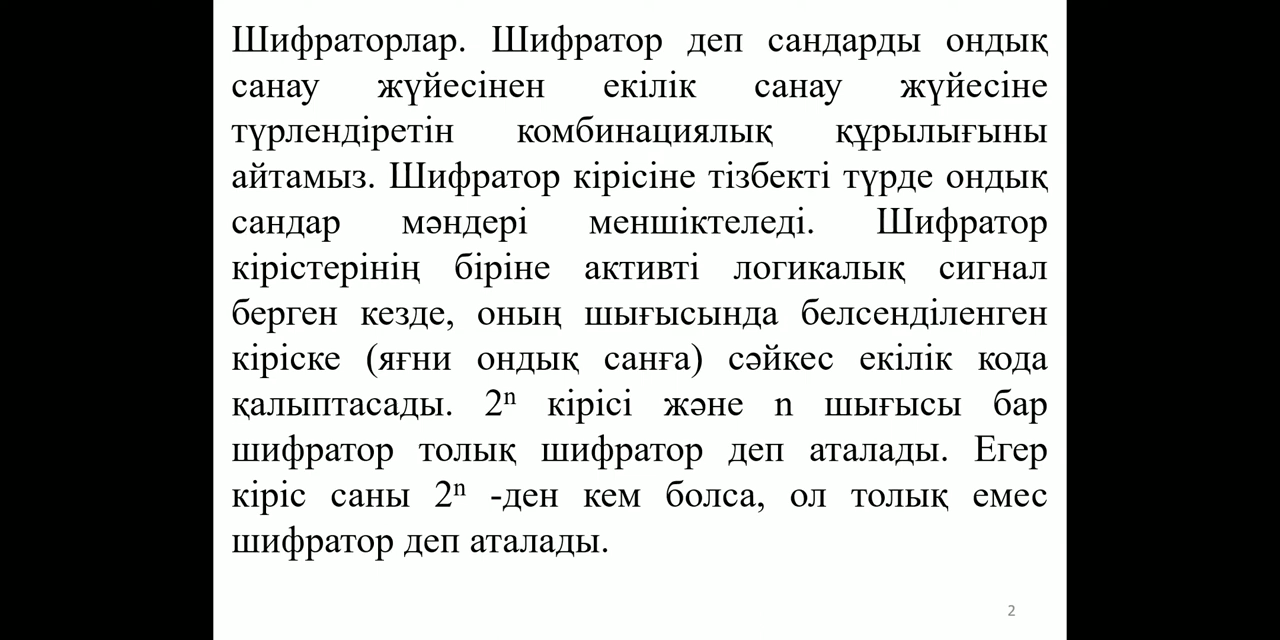 Шифраторлар. Шифратор деп сандарды ондық
санау жүйесінен екілік санау жүйесіне
түрлендіретін комбинациялық құрылығыны
айтамыз. Шифратор кірісіне тізбекті түрде ондық
сандар мәндері меншіктеледі. Шифратор
кірістерінің біріне активті логикалық сигнал
берген кезде, оның шығысында белсенділенген
кіріске (яғни ондық санға) сәйкес екілік кода
қалыптасады. 2ⁿ кірісі және n шығысы бар
шифратор толық шифратор деп аталады. Егер
кіріс саны 2ⁿ -ден кем болса, ол толық емес
шифратор деп аталады.
2